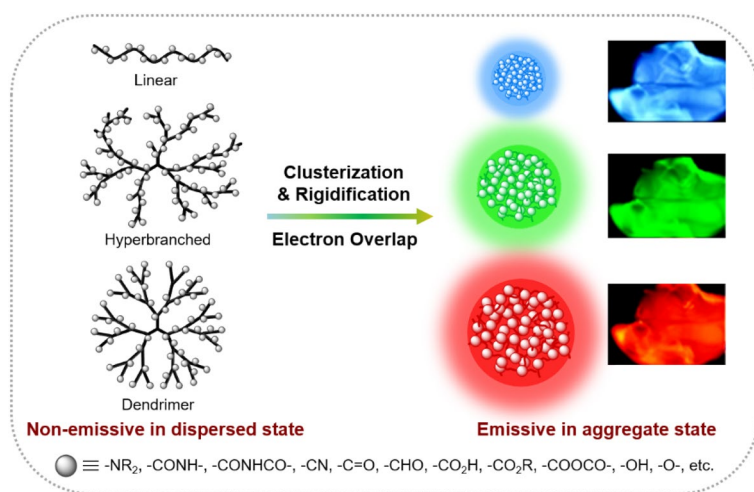 Linear
Hyperbranched
Dendrimer
Non-emissive in dispersed state
Clusterization
& Rigidification
Electron Overlap
Emissive in aggregate state
≡ -NR₂, -CONH-, -CONHCO-, -CN, -C=O, -CHO, -CO₂H, -CO₂R, -COOCO-, -OH, -O-, etc.